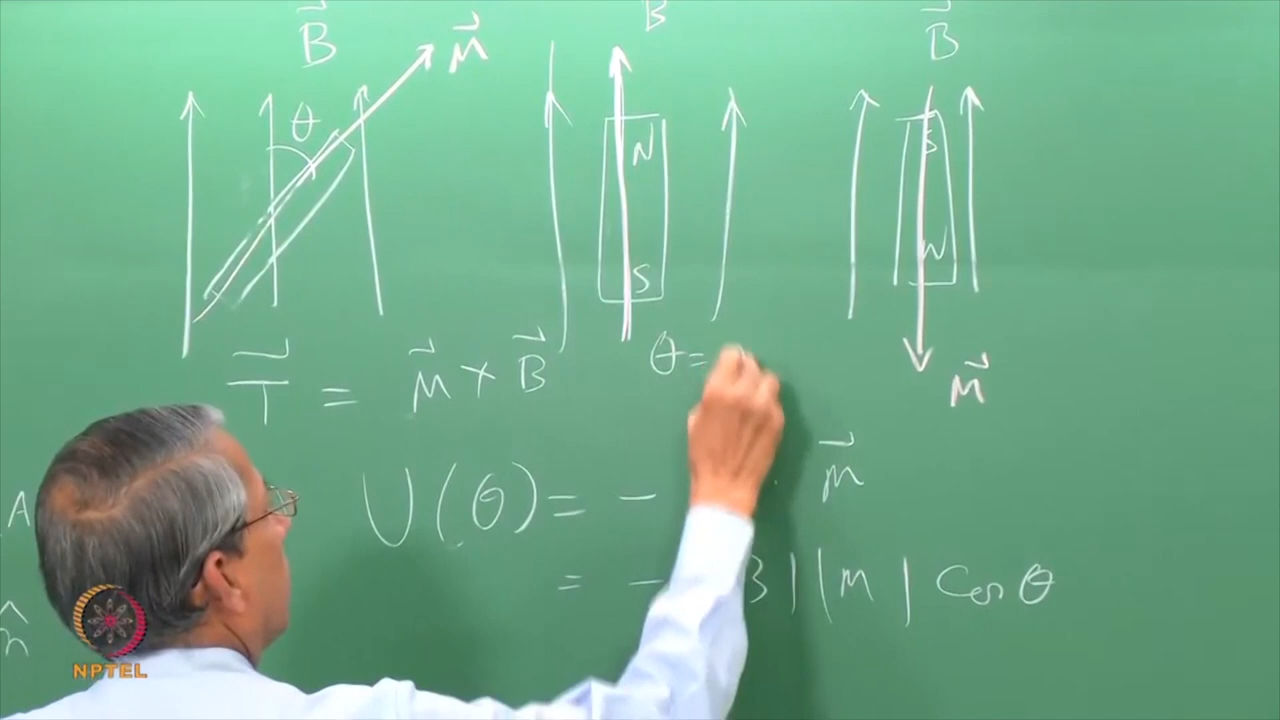 B⃗ M⃗ B B⃗
θ N S
S N
T⃗ = M⃗ × B⃗ θ = M⃗
U(θ) = − · m⃗
= − | |m| Cos θ
A
n̂
NPTEL